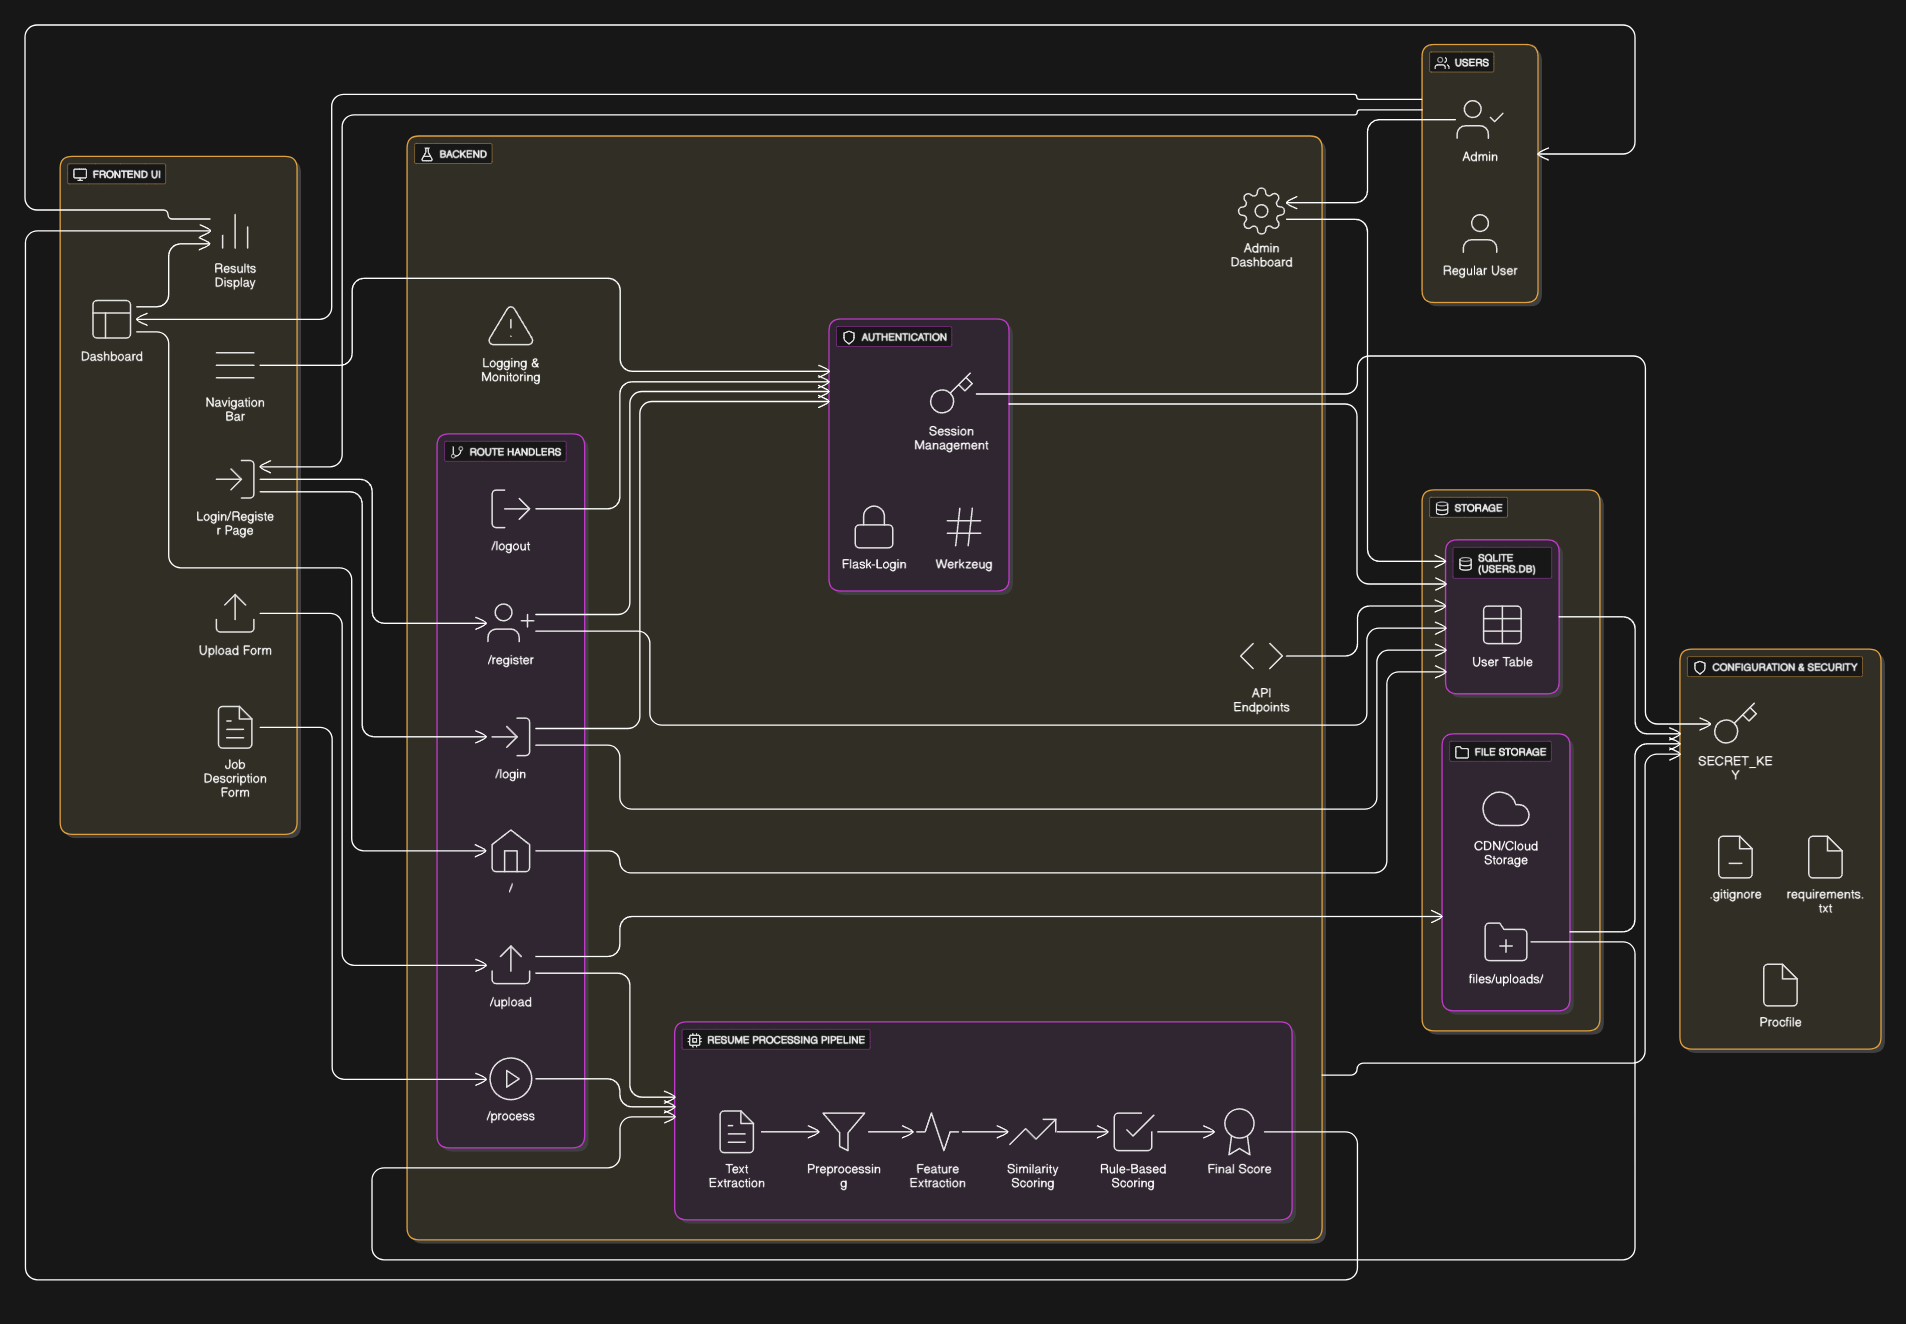 USERS
Admin
Regular User
FRONTEND UI
Results
Display
Dashboard
Navigation
Bar
Login/Registe
r Page
Upload Form
Job
Description
Form
BACKEND
Admin
Dashboard
Logging &
Monitoring
AUTHENTICATION
Session
Management
Flask-Login
Werkzeug
ROUTE HANDLERS
/logout
/register
/login
/
/upload
/process
API
Endpoints
RESUME PROCESSING PIPELINE
Text
Extraction
Preprocessin
g
Feature
Extraction
Similarity
Scoring
Rule-Based
Scoring
Final Score
STORAGE
SQLITE
(USERS.DB)
User Table
FILE STORAGE
CDN/Cloud
Storage
files/uploads/
CONFIGURATION & SECURITY
SECRET_KE
Y
.gitignore
requirements.
txt
Procfile